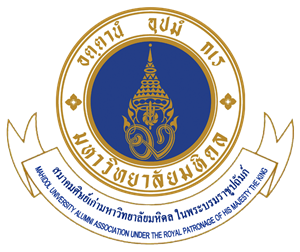 อตฺตานํ อุปมํ กเร
มหาวิทยาลัยมหิดล
สมาคมศิษย์เก่ามหาวิทยาลัยมหิดล ในพระบรมราชูปถัมภ์
MAHIDOL UNIVERSITY ALUMNI ASSOCIATION UNDER THE ROYAL PATRONAGE OF HIS MAJESTY THE KING